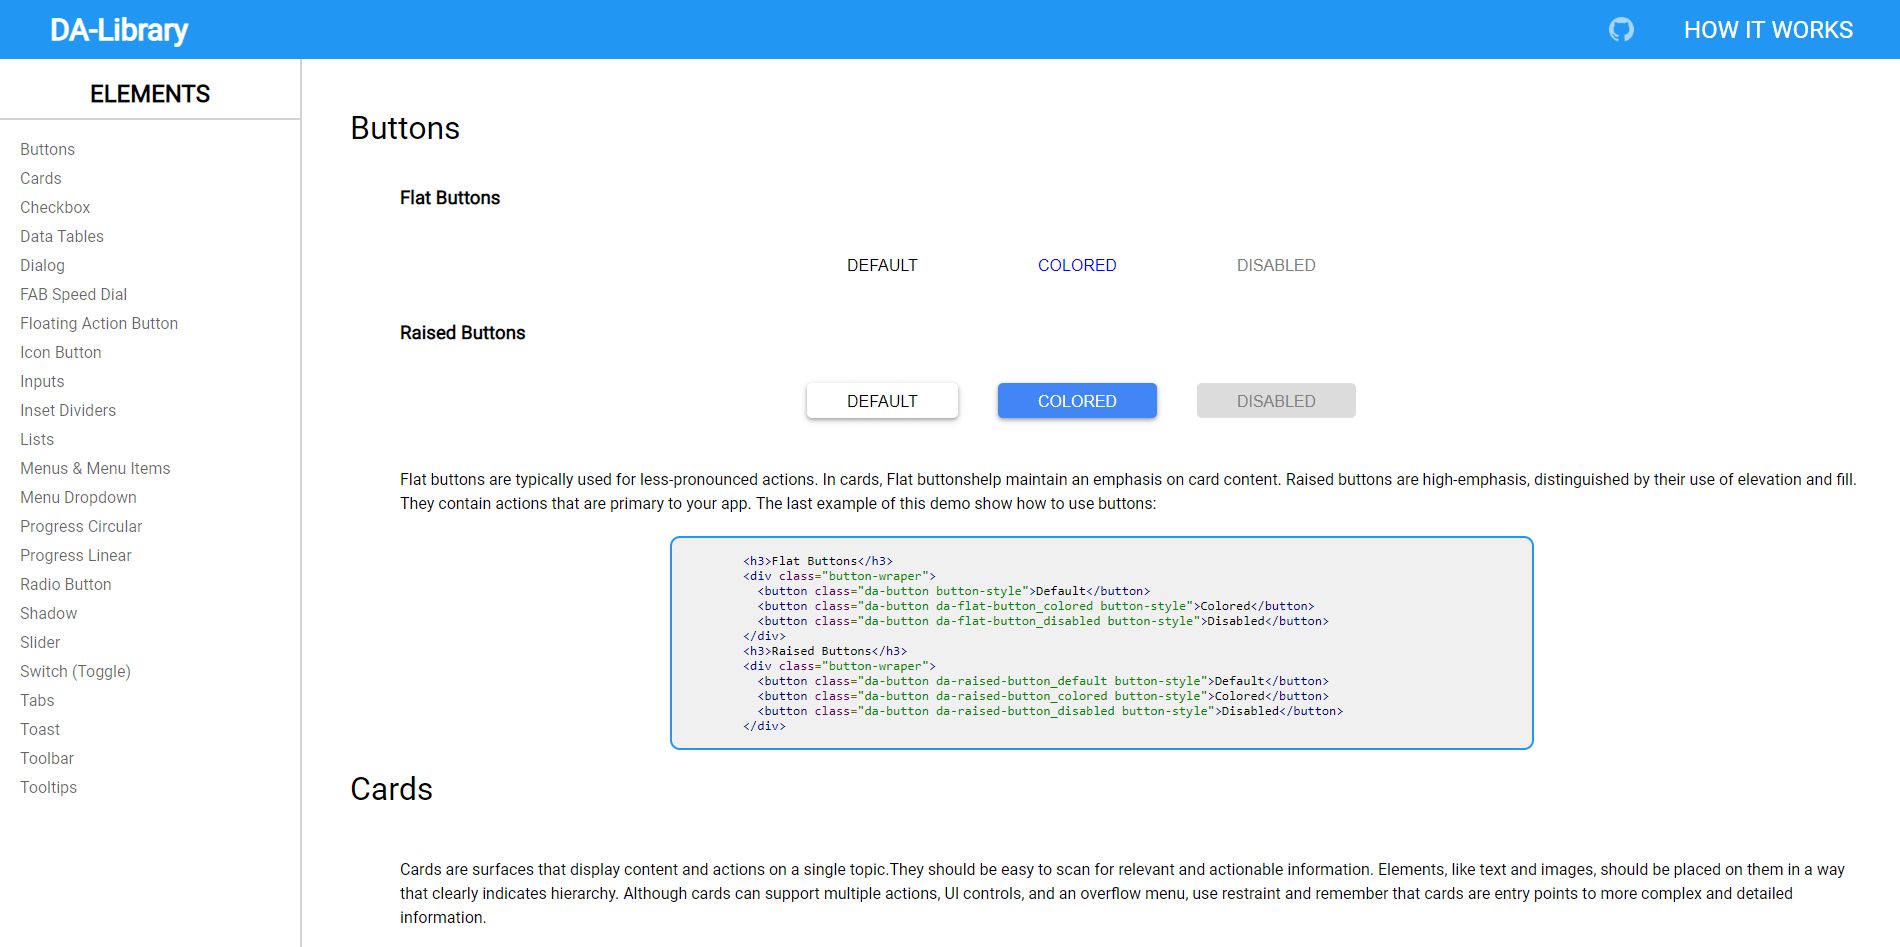 DA-Library
HOW IT WORKS
ELEMENTS
Buttons
Cards
Checkbox
Data Tables
Dialog
FAB Speed Dial
Floating Action Button
Icon Button
Inputs
Inset Dividers
Lists
Menus & Menu Items
Menu Dropdown
Progress Circular
Progress Linear
Radio Button
Shadow
Slider
Switch (Toggle)
Tabs
Toast
Toolbar
Tooltips
Buttons
Flat Buttons
DEFAULT COLORED DISABLED
Raised Buttons
DEFAULT COLORED DISABLED
Flat buttons are typically used for less-pronounced actions. In cards, Flat buttonshelp maintain an emphasis on card content. Raised buttons are high-emphasis, distinguished by their use of elevation and fill.
They contain actions that are primary to your app. The last example of this demo show how to use buttons:
<h3>Flat Buttons</h3>
<div class="button-wraper">
  <button class="da-button button-style">Default</button>
  <button class="da-button da-flat-button_colored button-style">Colored</button>
  <button class="da-button da-flat-button_disabled button-style">Disabled</button>
</div>
<h3>Raised Buttons</h3>
<div class="button-wraper">
  <button class="da-button da-raised-button_default button-style">Default</button>
  <button class="da-button da-raised-button_colored button-style">Colored</button>
  <button class="da-button da-raised-button_disabled button-style">Disabled</button>
</div>
Cards
Cards are surfaces that display content and actions on a single topic.They should be easy to scan for relevant and actionable information. Elements, like text and images, should be placed on them in a way
that clearly indicates hierarchy. Although cards can support multiple actions, UI controls, and an overflow menu, use restraint and remember that cards are entry points to more complex and detailed
information.